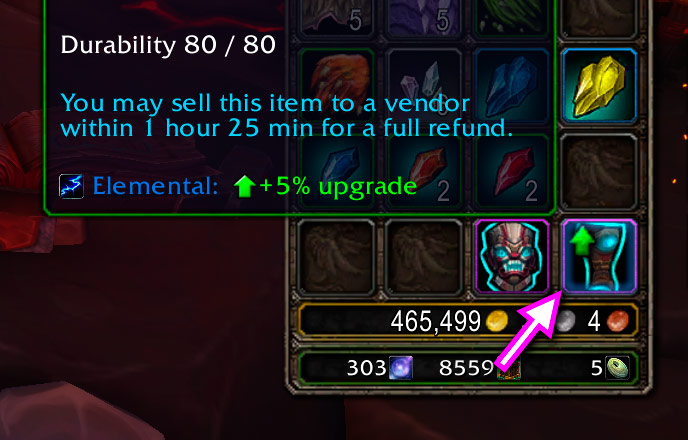 5
5
Durability 80 / 80
You may sell this item to a vendor
within 1 hour 25 min for a full refund.
2
2
Elemental: +5% upgrade
465,499 4
303 8559 5